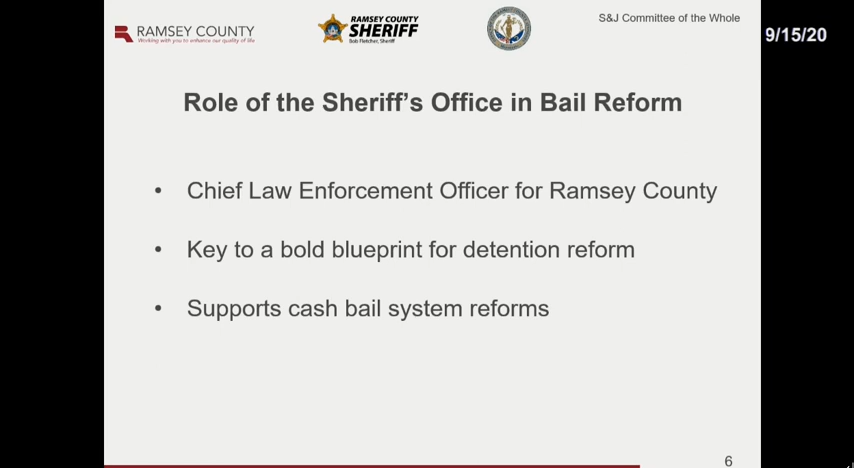 RAMSEY COUNTY
Working with you to enhance our quality of life
RAMSEY COUNTY
SHERIFF
Bob Fletcher, Sheriff
S&J Committee of the Whole
9/15/20
Role of the Sheriff's Office in Bail Reform
• Chief Law Enforcement Officer for Ramsey County
• Key to a bold blueprint for detention reform
• Supports cash bail system reforms
6